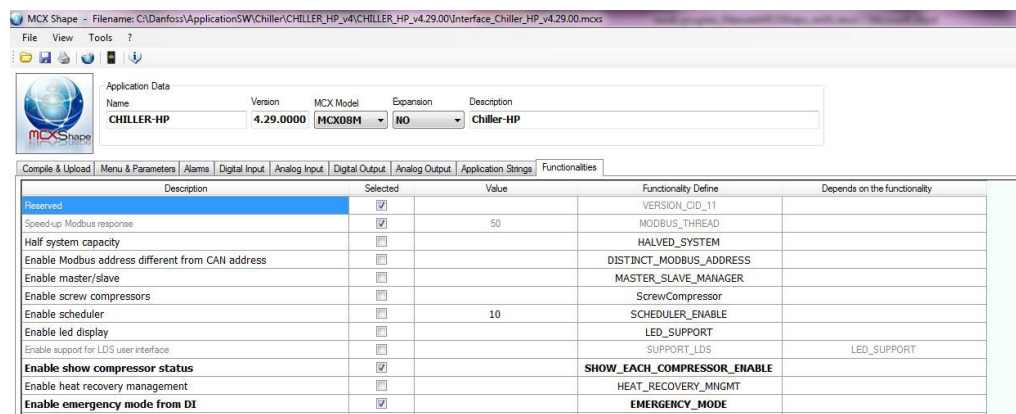 MCX Shape - Filename: C:\Danfoss\ApplicationSW\Chiller\CHILLER_HP_v4\CHILLER_HP_v4.29.00\Interface_Chiller_HP_v4.29.00.mcxs
File View Tools ?
Application Data
Name Version MCX Model Expansion Description
CHILLER-HP 4.29.0000 MCX08M NO Chiller-HP
MCXShape
Compile & Upload Menu & Parameters Alarms Digital Input Analog Input Digital Output Analog Output Application Strings Functionalities
Description Selected Value Functionality Define Depends on the functionality
Reserved VERSION_CID_11
Speed-up Modbus response 50 MODBUS_THREAD
Half system capacity HALVED_SYSTEM
Enable Modbus address different from CAN address DISTINCT_MODBUS_ADDRESS
Enable master/slave MASTER_SLAVE_MANAGER
Enable screw compressors ScrewCompressor
Enable scheduler 10 SCHEDULER_ENABLE
Enable led display LED_SUPPORT
Enable support for LDS user interface SUPPORT_LDS LED_SUPPORT
Enable show compressor status SHOW_EACH_COMPRESSOR_ENABLE
Enable heat recovery management HEAT_RECOVERY_MNGMT
Enable emergency mode from DI EMERGENCY_MODE